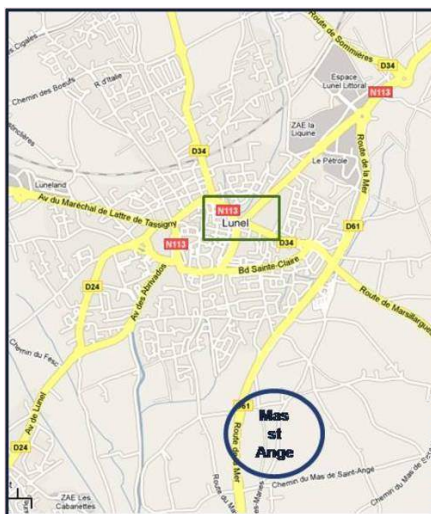 Route de Sommières
D34
Espace
Lunel Littoral
N113
R d'Italie
Chemin des Boeufs
ZAE la
Liquine
Route de la Mer
D34
Le Pétrole
Luneland
Av du Maréchal de Lattre de Tassigny
N113
Lunel
N113
D34
D61
Bd Sainte-Claire
D24
Av des Abrivados
Route de Marsillargues
Chemin du Fesc
D61
Mas
st
Ange
Av de Lunel
D24
Route de la Mer
Chemin du Mas de Saint-Ange
ZAE Les
Cabanettes